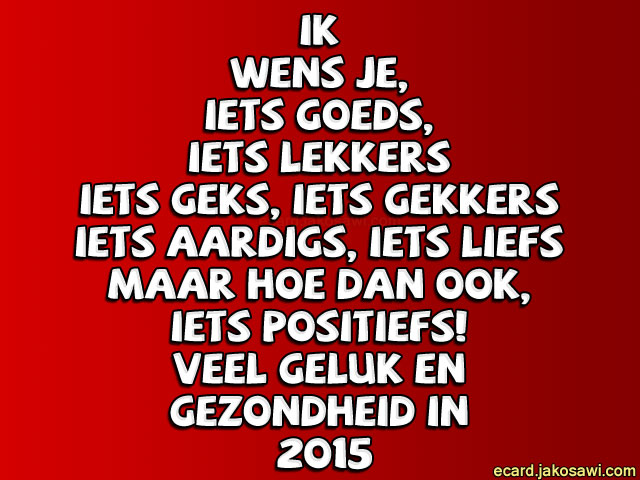 IK
WENS JE,
IETS GOEDS,
IETS LEKKERS
IETS GEKS, IETS GEKKERS
IETS AARDIGS, IETS LIEFS
MAAR HOE DAN OOK,
IETS POSITIEFS!
VEEL GELUK EN
GEZONDHEID IN
2015
ecard.jakosawi.com